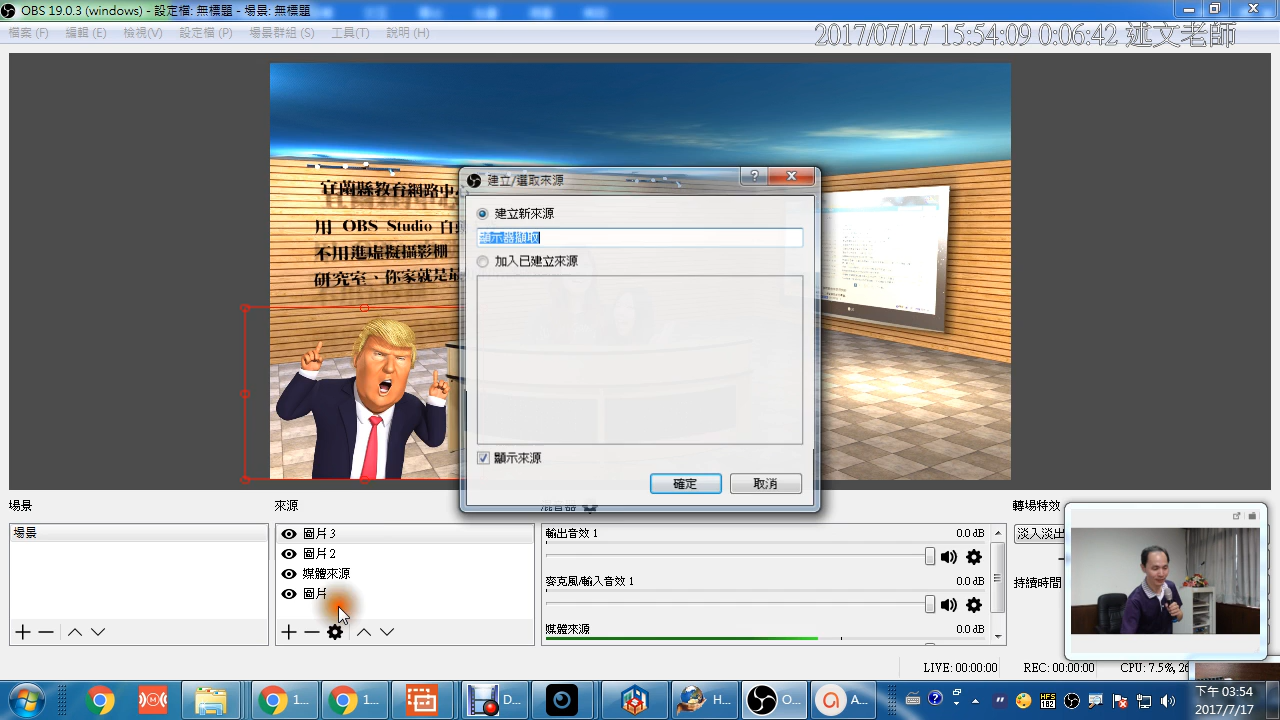 OBS 19.0.3 (windows) - 設定檔: 無標題 - 場景: 無標題
檔案 (F) 編輯 (E) 檢視(V) 設定檔 (P) 場景群組 (S) 工具(T) 說明 (H)
2017/07/17 15:54:09 0:06:42 述文老師
宜蘭縣教育網路中
用 OBS Studio
不用進虛擬攝影棚
研究室、你家就是
建立/選取來源
建立新來源
顯示器擷取
加入已建立來源
顯示來源
確定 取消
場景
場景
來源
圖片 3
圖片 2
媒體來源
圖片
混音器
輸出音效 1 0.0 dB
麥克風/輸入音效 1 0.0 dB
媒體來源 0.0 dB
轉場特效
淡入淡出
持續時間
LIVE: 00:00:00 REC: 00:00:00 CPU: 7.5%, 26
1... 1... D... H... O... A...
HFS
182
下午 03:54
2017/7/17